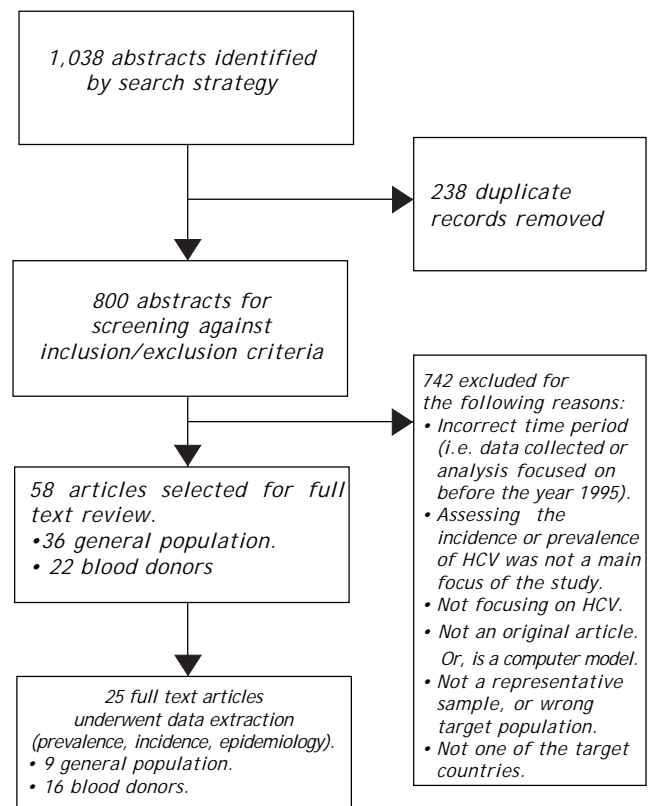 1,038 abstracts identified
by search strategy
238 duplicate
records removed
800 abstracts for
screening against
inclusion/exclusion criteria
742 excluded for
the following reasons:
• Incorrect time period
(i.e. data collected or
analysis focused on
before the year 1995).
• Assessing the
incidence or prevalence
of HCV was not a main
focus of the study.
• Not focusing on HCV.
• Not an original article.
Or, is a computer model.
• Not a representative
sample, or wrong
target population.
• Not one of the target
countries.
58 articles selected for full
text review.
•36 general population.
• 22 blood donors
25 full text articles
underwent data extraction
(prevalence, incidence, epidemiology).
• 9 general population.
• 16 blood donors.